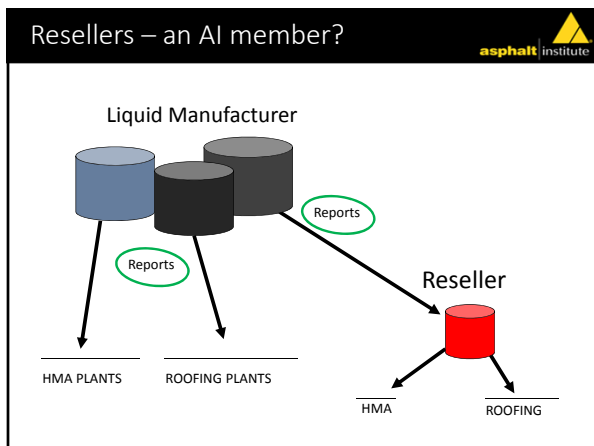 Resellers – an AI member?
asphalt institute
Liquid Manufacturer
Reports
Reports
Reseller
HMA PLANTS
ROOFING PLANTS
HMA
ROOFING